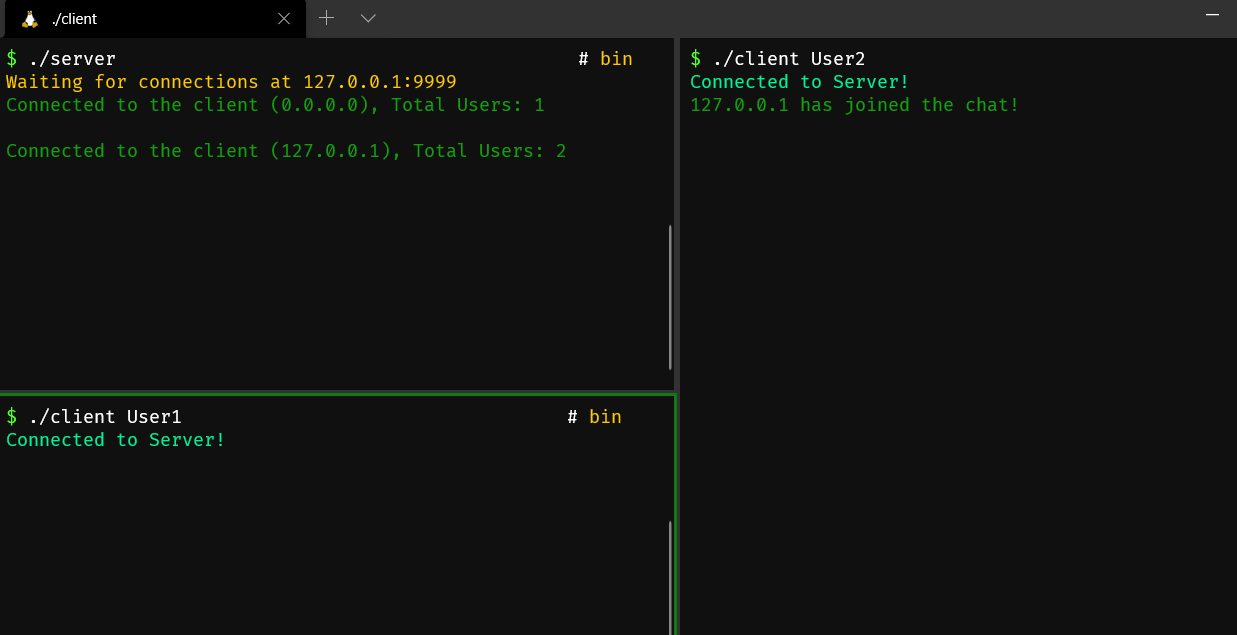 ./client
$ ./server # bin
Waiting for connections at 127.0.0.1:9999
Connected to the client (0.0.0.0), Total Users: 1
Connected to the client (127.0.0.1), Total Users: 2
$ ./client User1 # bin
Connected to Server!
$ ./client User2
Connected to Server!
127.0.0.1 has joined the chat!